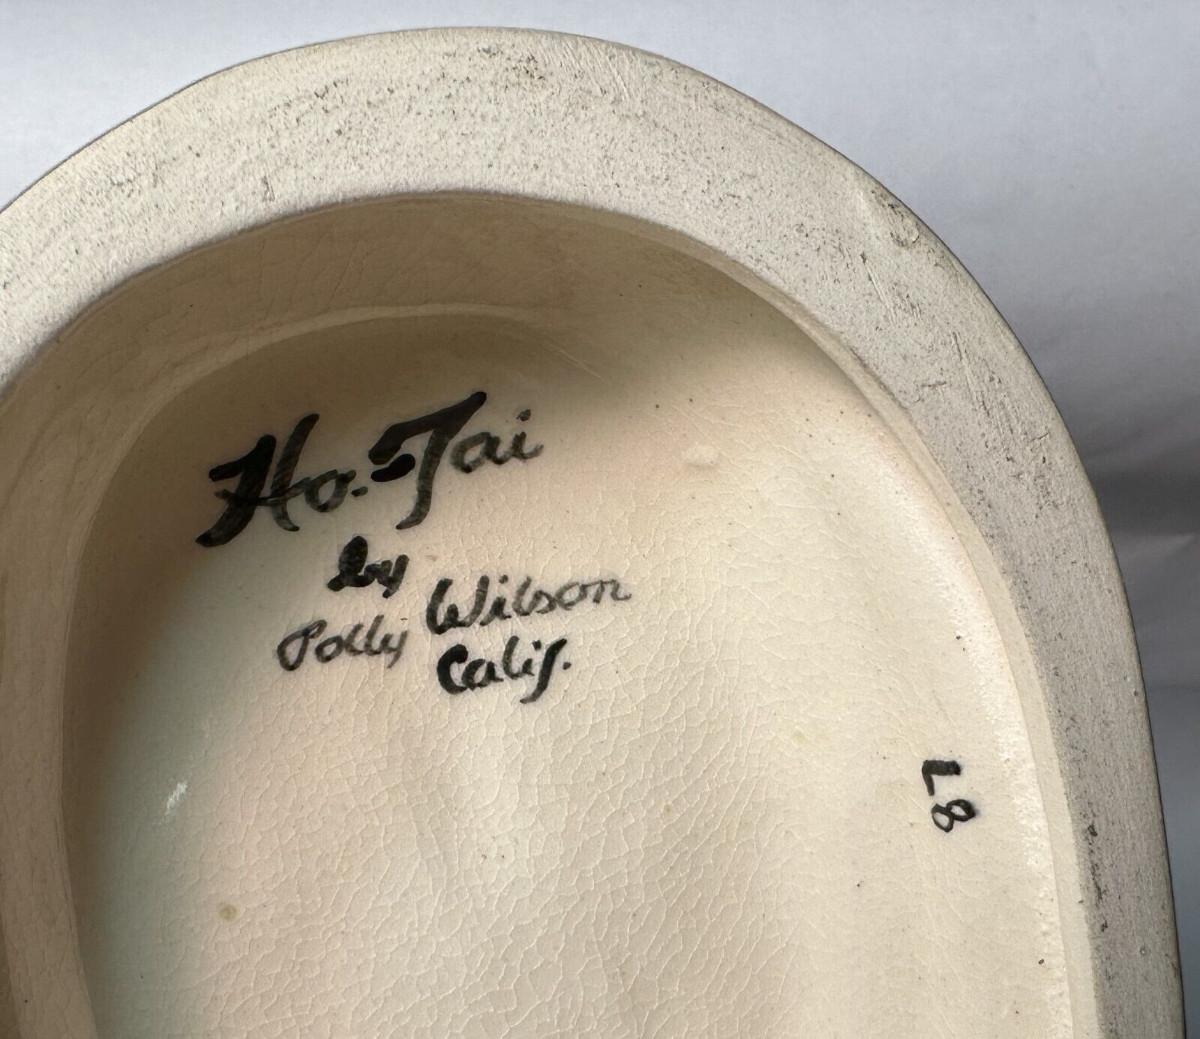 Ho-Tai
by
Polly Wilson
Calif.
L8